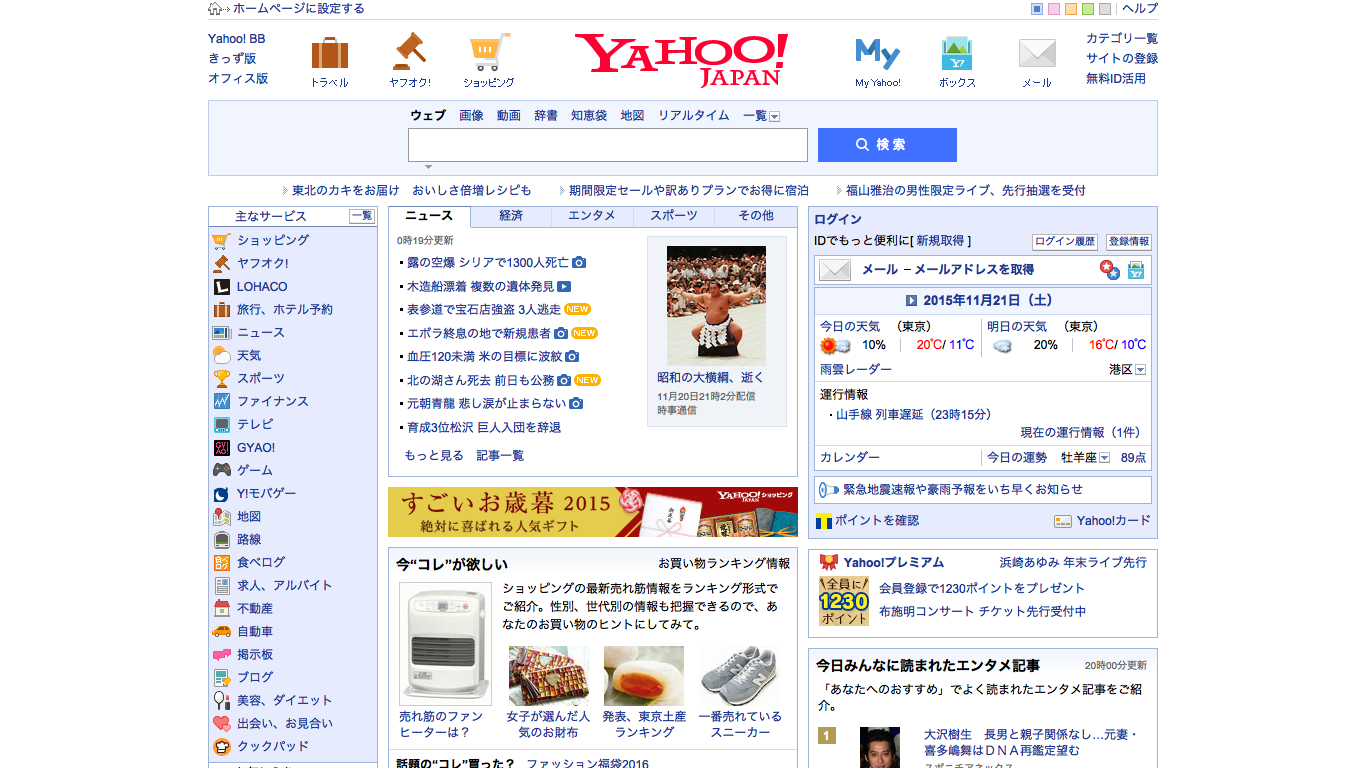 ホームページに設定する
ヘルプ
Yahoo! BB
きっず版
オフィス版
トラベル
ヤフオク!
ショッピング
YAHOO!
JAPAN
My
My Yahoo!
Y7
ボックス
メール
カテゴリ一覧
サイトの登録
無料ID活用
ウェブ 画像 動画 辞書 知恵袋 地図 リアルタイム 一覧
検索
東北のカキをお届け おいしさ倍増レシピも
期間限定セールや訳ありプランでお得に宿泊
福山雅治の男性限定ライブ、先行抽選を受付
主なサービス 一覧
ショッピング
ヤフオク!
LOHACO
旅行、ホテル予約
ニュース
天気
スポーツ
ファイナンス
テレビ
GYAO!
ゲーム
Y!モバゲー
地図
路線
食べログ
求人、アルバイト
不動産
自動車
掲示板
ブログ
美容、ダイエット
出会い、お見合い
クックパッド
ニュース 経済 エンタメ スポーツ その他
0時19分更新
露の空爆 シリアで1300人死亡
木造船漂着 複数の遺体発見
表参道で宝石店強盗 3人逃走 NEW
エボラ終息の地で新規患者 NEW
血圧120未満 米の目標に波紋
北の湖さん死去 前日も公務 NEW
元朝青龍 悲し涙が止まらない
育成3位松沢 巨人入団を辞退
もっと見る 記事一覧
昭和の大横綱、逝く
11月20日21時2分配信
時事通信
すごいお歳暮 2015
絶対に喜ばれる人気ギフト
YAHOO! ショッピング
JAPAN
今“コレ”が欲しい お買い物ランキング情報
ショッピングの最新売れ筋情報をランキング形式で
ご紹介。性別、世代別の情報も把握できるので、あ
なたのお買い物のヒントにしてみて。
売れ筋のファン
ヒーターは？
女子が選んだ人
気のお財布
発表、東京土産
ランキング
一番売れている
スニーカー
話題の“コレ”買った？ ファッション福袋2016
ログイン
IDでもっと便利に[ 新規取得 ] ログイン履歴 登録情報
メール – メールアドレスを取得
2015年11月21日（土）
今日の天気 （東京）
10% 20℃/ 11℃
明日の天気 （東京）
20% 16℃/ 10℃
雨雲レーダー 港区
運行情報
・山手線 列車遅延（23時15分）
現在の運行情報（1件）
カレンダー 今日の運勢 牡羊座 89点
緊急地震速報や豪雨予報をいち早くお知らせ
ポイントを確認 Yahoo!カード
Yahoo!プレミアム 浜崎あゆみ 年末ライブ先行
全員に
1230
ポイント
会員登録で1230ポイントをプレゼント
布施明コンサート チケット先行受付中
今日みんなに読まれたエンタメ記事 20時00分更新
「あなたへのおすすめ」でよく読まれたエンタメ記事をご紹
介。
1
大沢樹生 長男と親子関係なし…元妻・
喜多嶋舞はＤＮＡ再鑑定望む